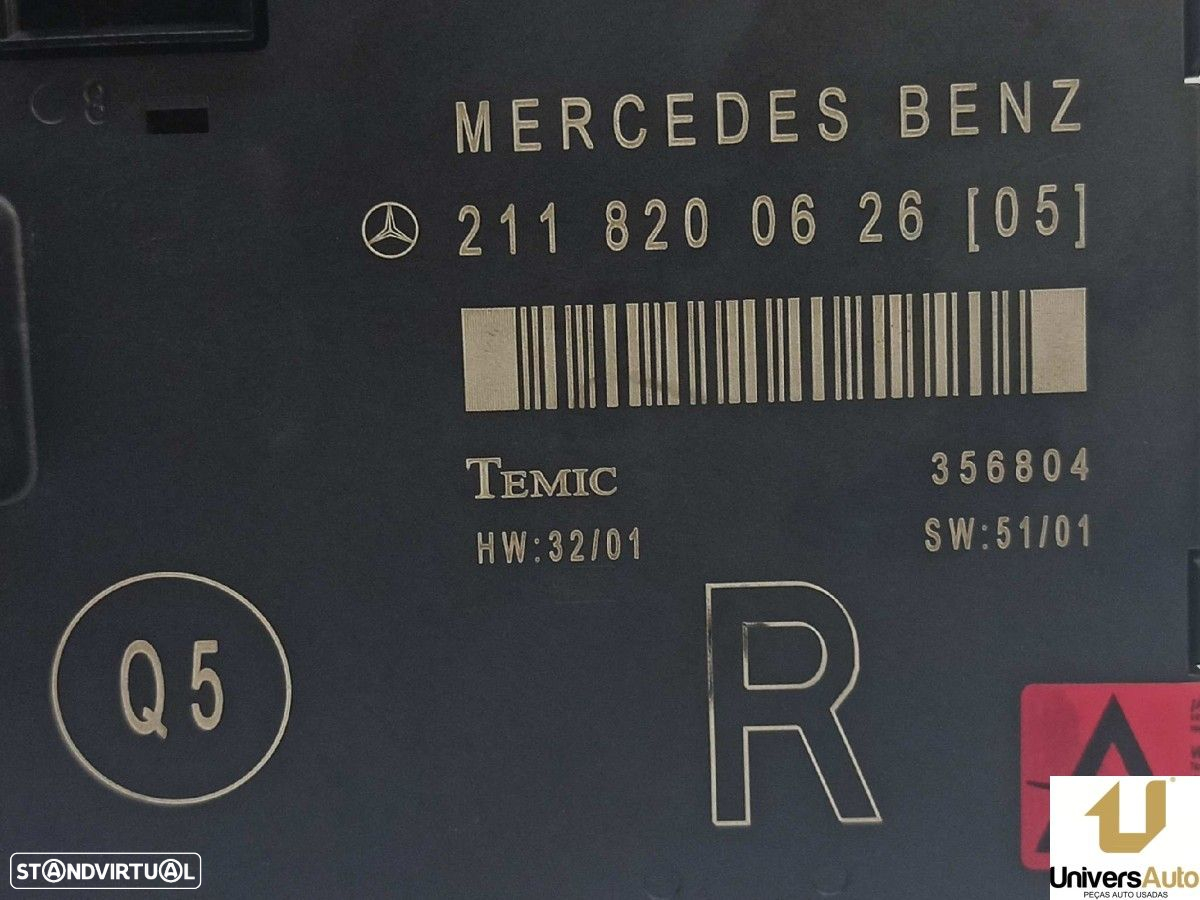 C 8
MERCEDES BENZ
211 820 06 26 [05]
TEMIC 356804
HW:32/01 SW:51/01
Q5
R
STANDVIRTUAL
UniversAuto
PEÇAS AUTO USADAS